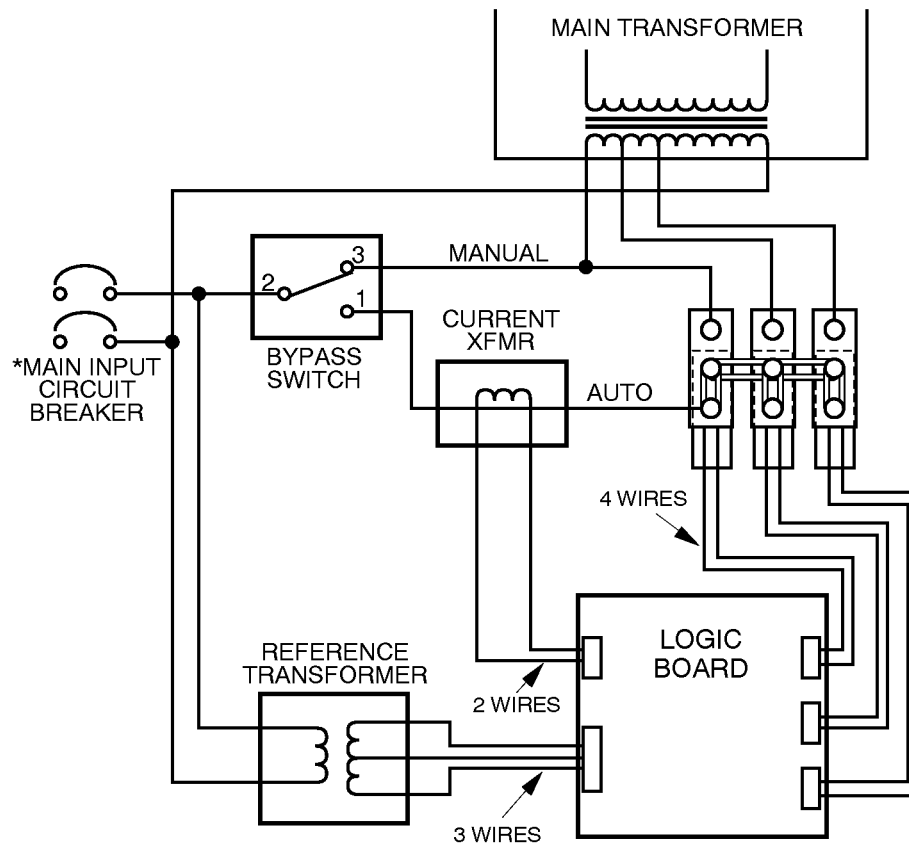 MAIN TRANSFORMER
MANUAL
3
2
1
BYPASS
SWITCH
*MAIN INPUT
CIRCUIT
BREAKER
CURRENT
XFMR
AUTO
4 WIRES
LOGIC
BOARD
REFERENCE
TRANSFORMER
2 WIRES
3 WIRES